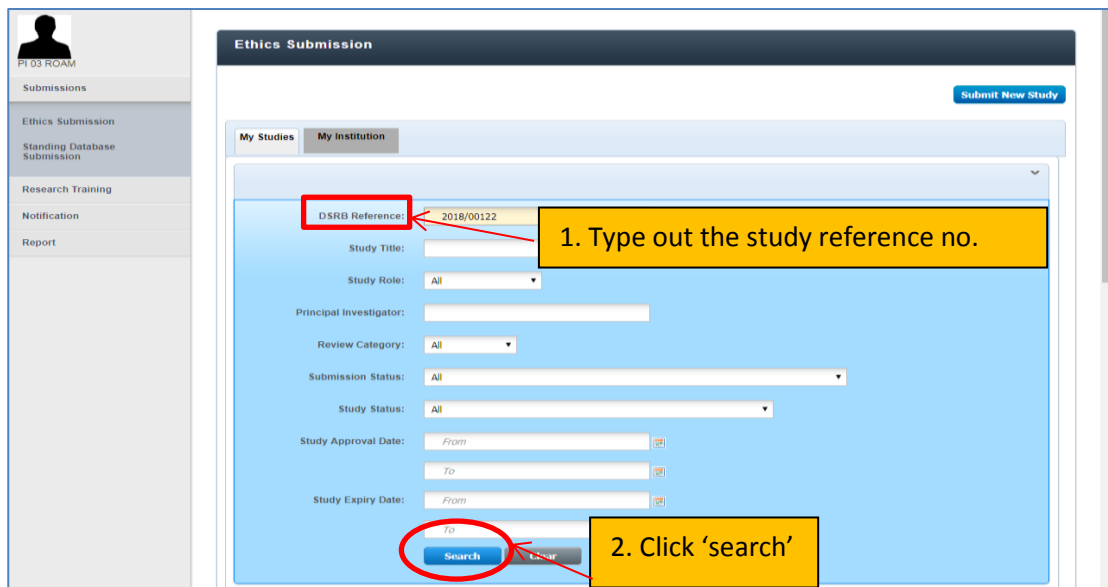 PI 03 ROAM
Submissions
Ethics Submission
Standing Database
Submission
Research Training
Notification
Report
Ethics Submission
Submit New Study
My Studies
My Institution
DSRB Reference: 2018/00122
1. Type out the study reference no.
Study Title:
Study Role: All
Principal Investigator:
Review Category: All
Submission Status: All
Study Status: All
Study Approval Date: From
To
Study Expiry Date: From
To
Search
Clear
2. Click ‘search’